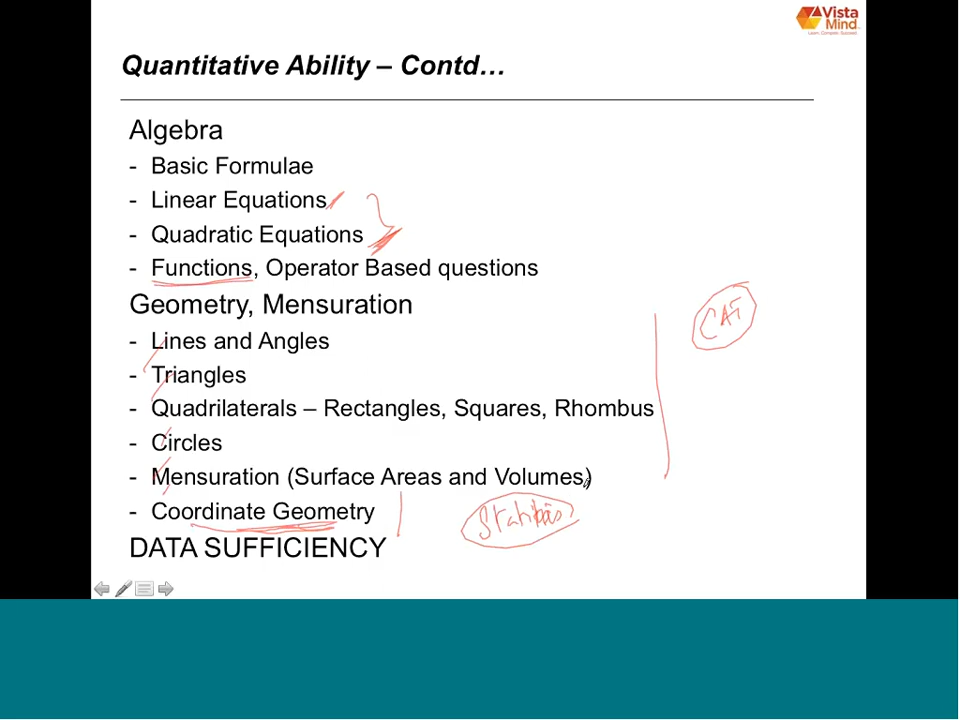 Vista
Mind
Quantitative Ability – Contd…
Algebra
- Basic Formulae
- Linear Equations
- Quadratic Equations
- Functions, Operator Based questions
Geometry, Mensuration
CAT
- Lines and Angles
- Triangles
- Quadrilaterals – Rectangles, Squares, Rhombus
- Circles
- Mensuration (Surface Areas and Volumes)
- Coordinate Geometry
DATA SUFFICIENCY